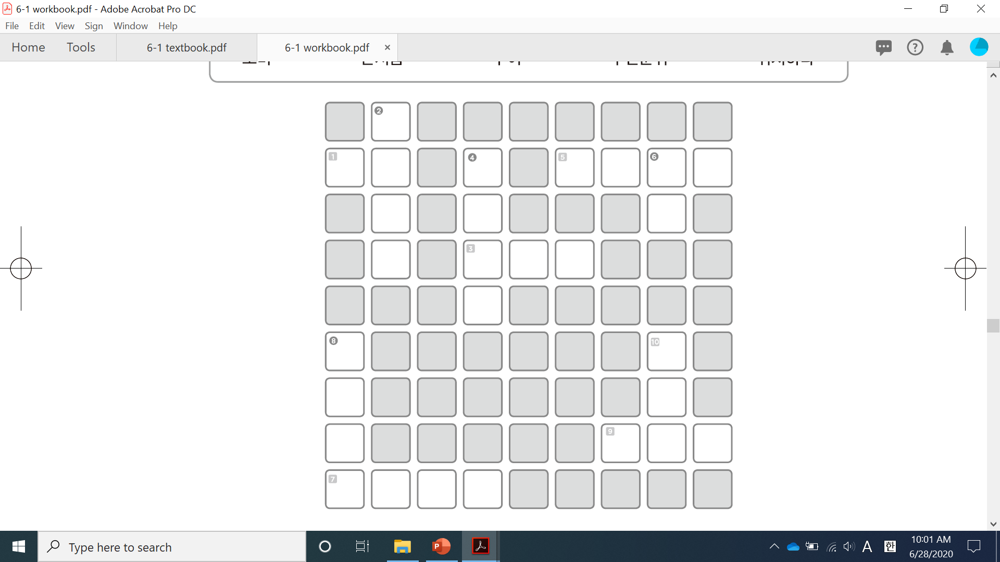 6-1 workbook.pdf - Adobe Acrobat Pro DC
File Edit View Sign Window Help
Home Tools 6-1 textbook.pdf 6-1 workbook.pdf ×
2
1 4 5 6
3
8 10
9
7
Type here to search
A 한 10:01 AM
6/28/2020